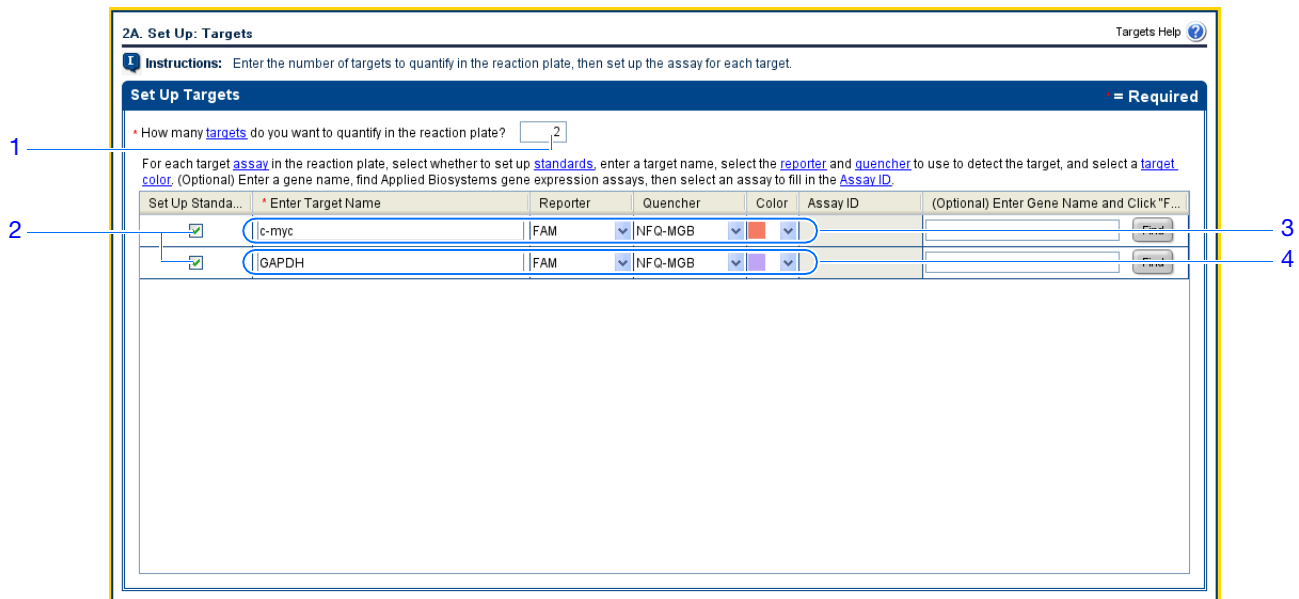 2A. Set Up: Targets
Targets Help ?
Instructions: Enter the number of targets to quantify in the reaction plate, then set up the assay for each target.
Set Up Targets
* = Required
* How many targets do you want to quantify in the reaction plate? 2
1
For each target assay in the reaction plate, select whether to set up standards, enter a target name, select the reporter and quencher to use to detect the target, and select a target
color. (Optional) Enter a gene name, find Applied Biosystems gene expression assays, then select an assay to fill in the Assay ID.
Set Up Standa... * Enter Target Name Reporter Quencher Color Assay ID (Optional) Enter Gene Name and Click "F...
2
c-myc FAM NFQ-MGB Find
3
GAPDH FAM NFQ-MGB Find
4